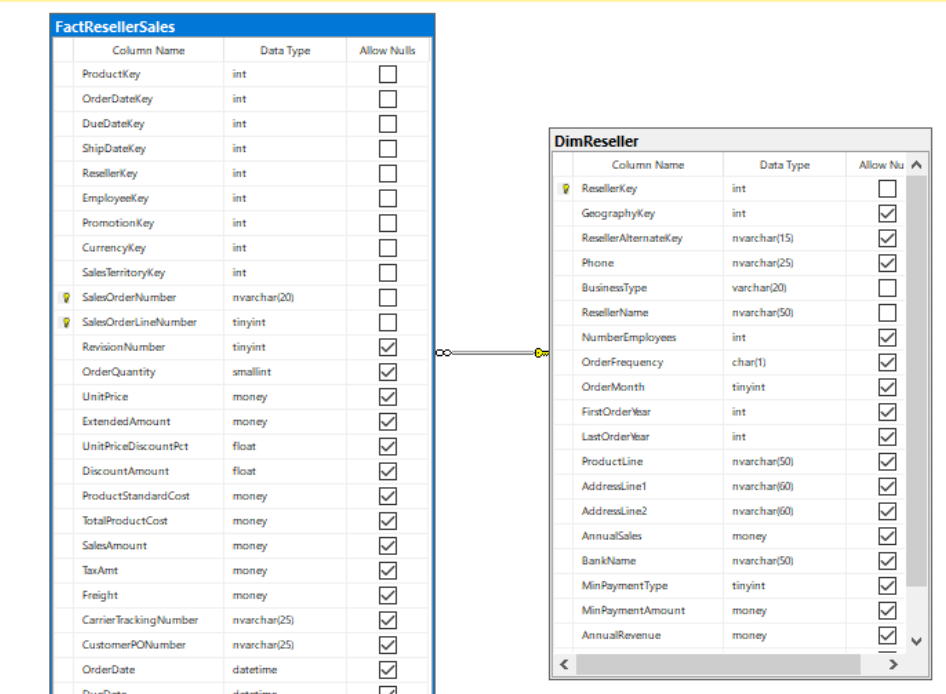 FactResellerSales
Column Name Data Type Allow Nulls
ProductKey int
OrderDateKey int
DueDateKey int
ShipDateKey int
ResellerKey int
EmployeeKey int
PromotionKey int
CurrencyKey int
SalesTerritoryKey int
SalesOrderNumber nvarchar(20)
SalesOrderLineNumber tinyint
RevisionNumber tinyint
OrderQuantity smallint
UnitPrice money
ExtendedAmount money
UnitPriceDiscountPct float
DiscountAmount float
ProductStandardCost money
TotalProductCost money
SalesAmount money
TaxAmt money
Freight money
CarrierTrackingNumber nvarchar(25)
CustomerPONumber nvarchar(25)
OrderDate datetime
DueDate datetime
DimReseller
Column Name Data Type Allow Nu
ResellerKey int
GeographyKey int
ResellerAlternateKey nvarchar(15)
Phone nvarchar(25)
BusinessType varchar(20)
ResellerName nvarchar(50)
NumberEmployees int
OrderFrequency char(1)
OrderMonth tinyint
FirstOrderYear int
LastOrderYear int
ProductLine nvarchar(50)
AddressLine1 nvarchar(60)
AddressLine2 nvarchar(60)
AnnualSales money
BankName nvarchar(50)
MinPaymentType tinyint
MinPaymentAmount money
AnnualRevenue money